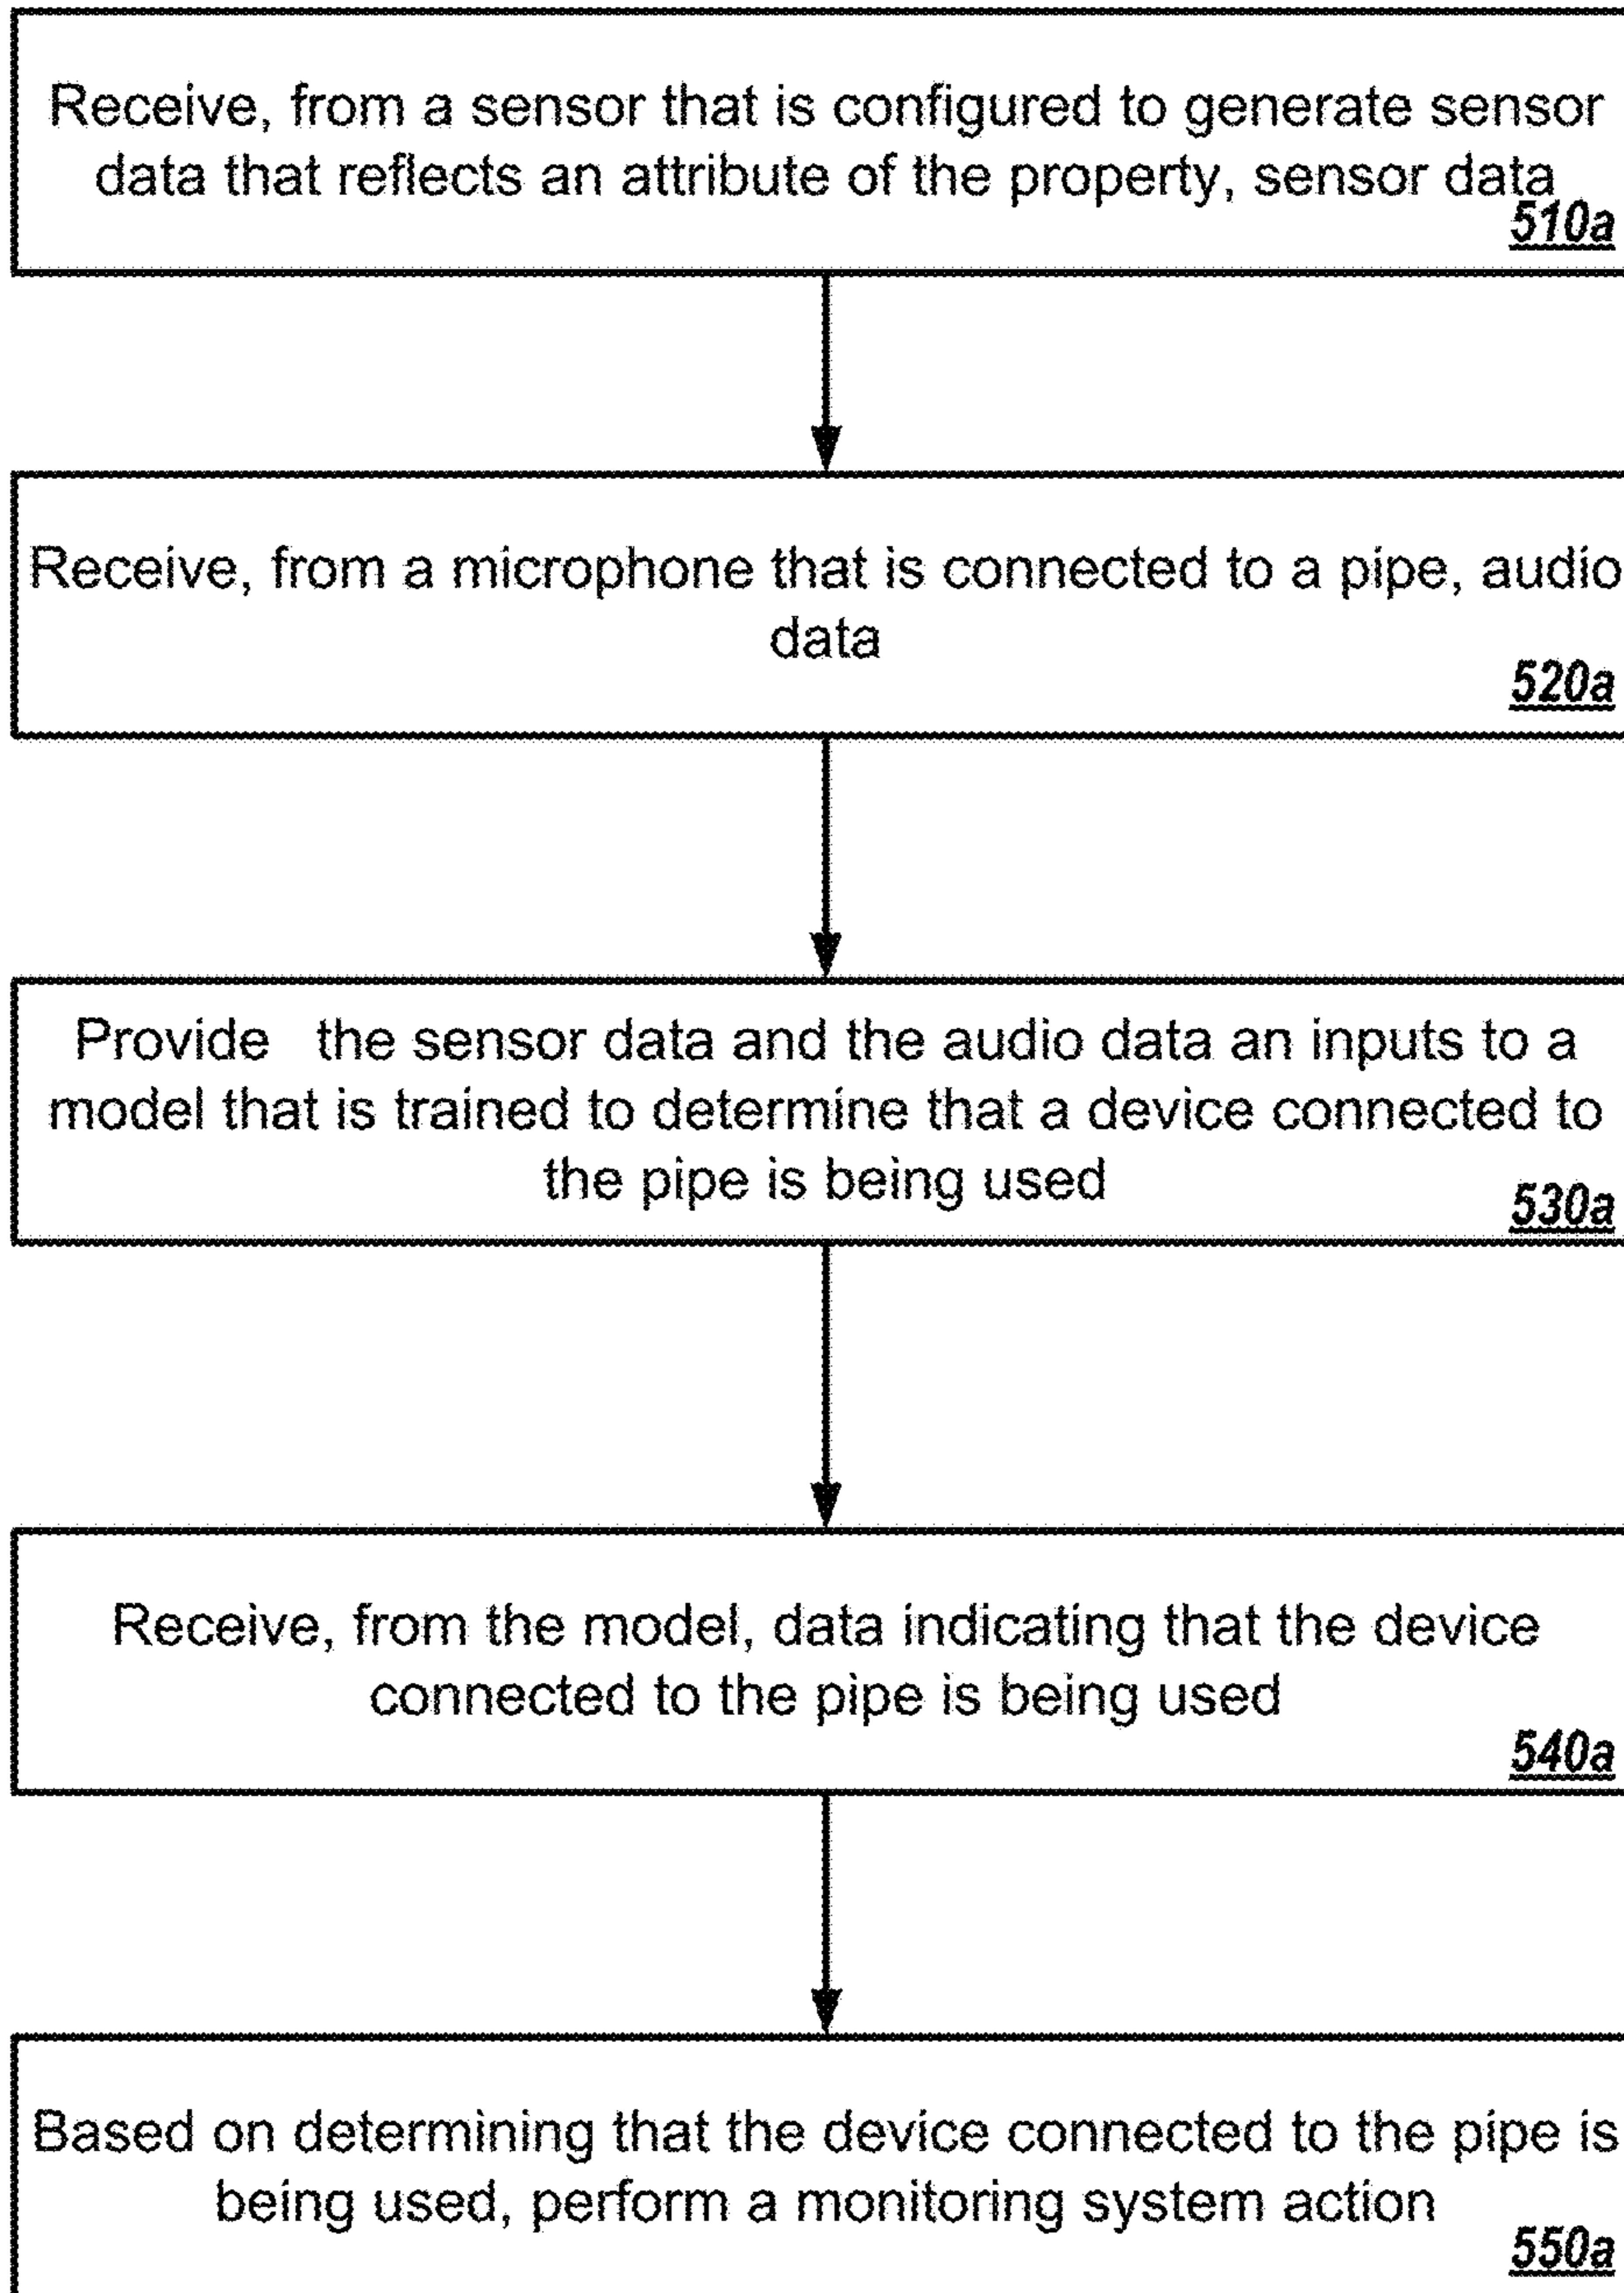 Receive, from a sensor that is configured to generate sensor
data that reflects an attribute of the property, sensor data
510a
Receive, from a microphone that is connected to a pipe, audio
data
520a
Provide the sensor data and the audio data an inputs to a
model that is trained to determine that a device connected to
the pipe is being used
530a
Receive, from the model, data indicating that the device
connected to the pipe is being used
540a
Based on determining that the device connected to the pipe is
being used, perform a monitoring system action
550a